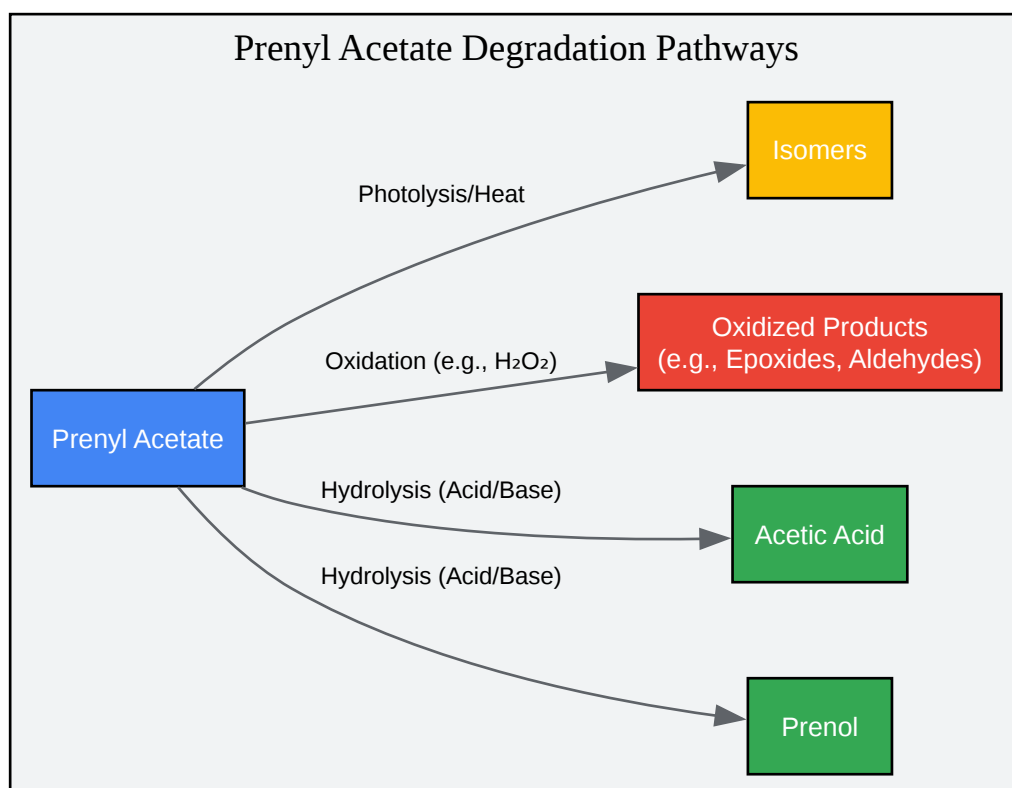 Prenyl Acetate Degradation Pathways
Isomers
Photolysis/Heat
Oxidized Products
(e.g., Epoxides, Aldehydes)
Oxidation (e.g., H₂O₂)
Prenyl Acetate
Hydrolysis (Acid/Base)
Acetic Acid
Hydrolysis (Acid/Base)
Prenol